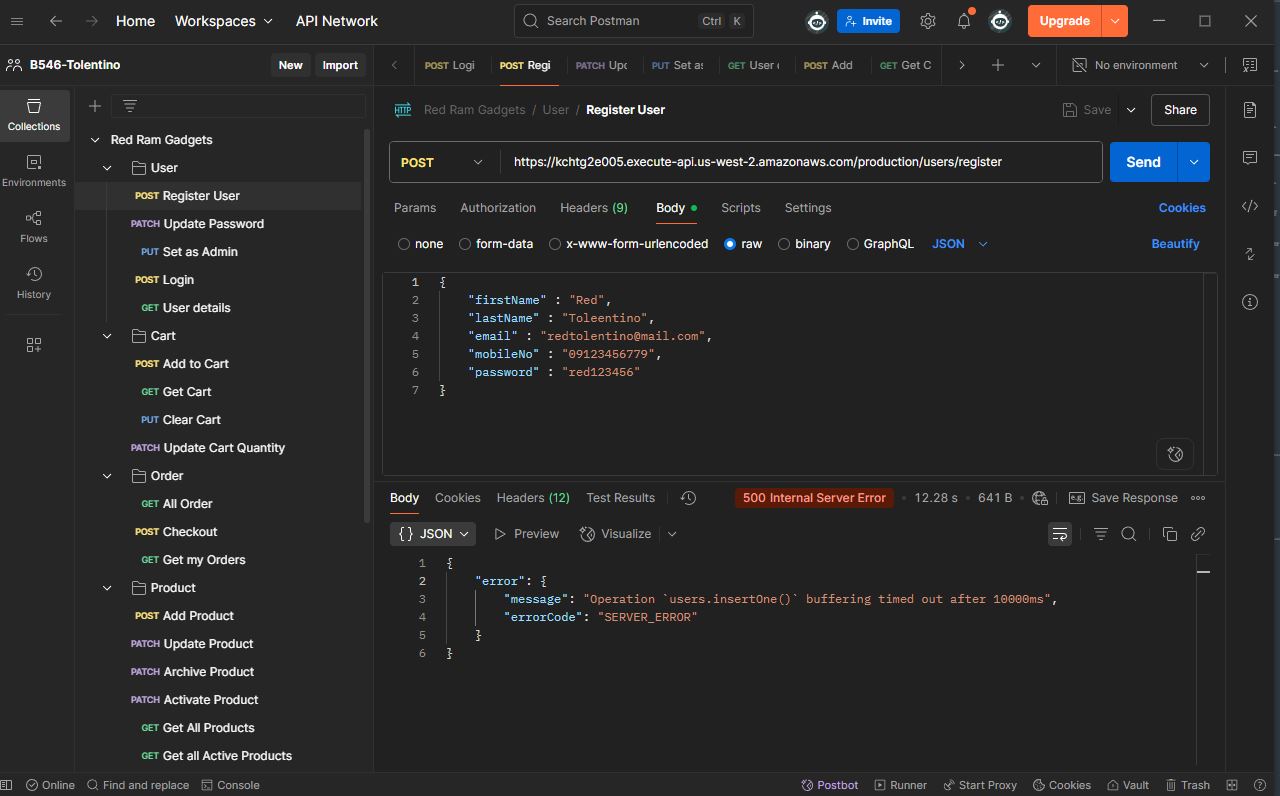 Home Workspaces API Network Search Postman Ctrl K Invite Upgrade
B546-Tolentino New Import POST Logi POST Regi PATCH Upd PUT Set as GET User POST Add GET Get C No environment
Collections
Environments
Flows
History
Red Ram Gadgets
User
POST Register User
PATCH Update Password
PUT Set as Admin
POST Login
GET User details
Cart
POST Add to Cart
GET Get Cart
PUT Clear Cart
PATCH Update Cart Quantity
Order
GET All Order
POST Checkout
GET Get my Orders
Product
POST Add Product
PATCH Update Product
PATCH Archive Product
PATCH Activate Product
GET Get All Products
GET Get all Active Products
HTTP Red Ram Gadgets / User / Register User Save Share
POST https://kchtg2e005.execute-api.us-west-2.amazonaws.com/production/users/register Send
Params Authorization Headers (9) Body Scripts Settings Cookies
none form-data x-www-form-urlencoded raw binary GraphQL JSON Beautify
1 {
2 "firstName" : "Red",
3 "lastName" : "Toleentino",
4 "email" : "redtolentino@mail.com",
5 "mobileNo" : "09123456779",
6 "password" : "red123456"
7 }
Body Cookies Headers (12) Test Results 500 Internal Server Error • 12.28 s • 641 B • e.g. Save Response
{} JSON Preview Visualize
1 {
2 "error": {
3 "message": "Operation `users.insertOne()` buffering timed out after 10000ms",
4 "errorCode": "SERVER_ERROR"
5 }
6 }
Online Find and replace Console Postbot Runner Start Proxy Cookies Vault Trash